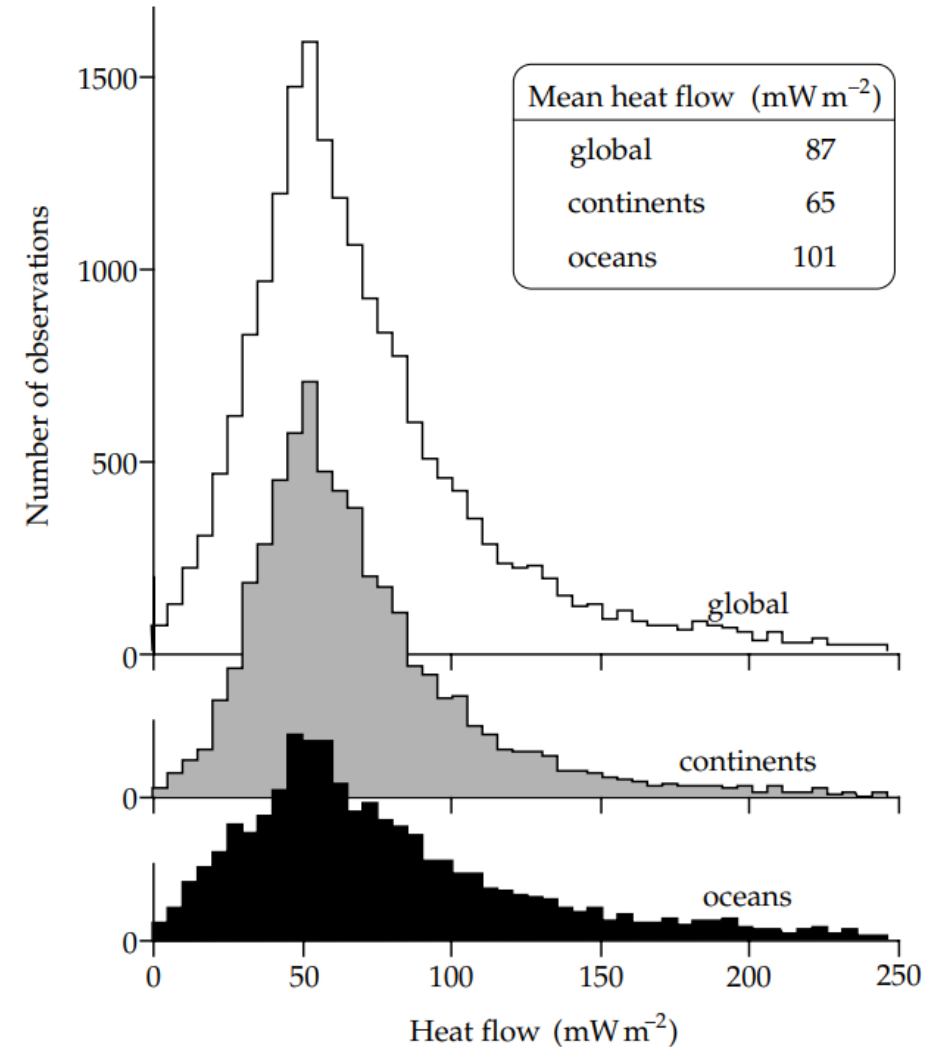 1500
1000
500
0
0
0
Number of observations
Mean heat flow (mW m⁻²)
global 87
continents 65
oceans 101
global
continents
oceans
0 50 100 150 200 250
Heat flow (mW m⁻²)